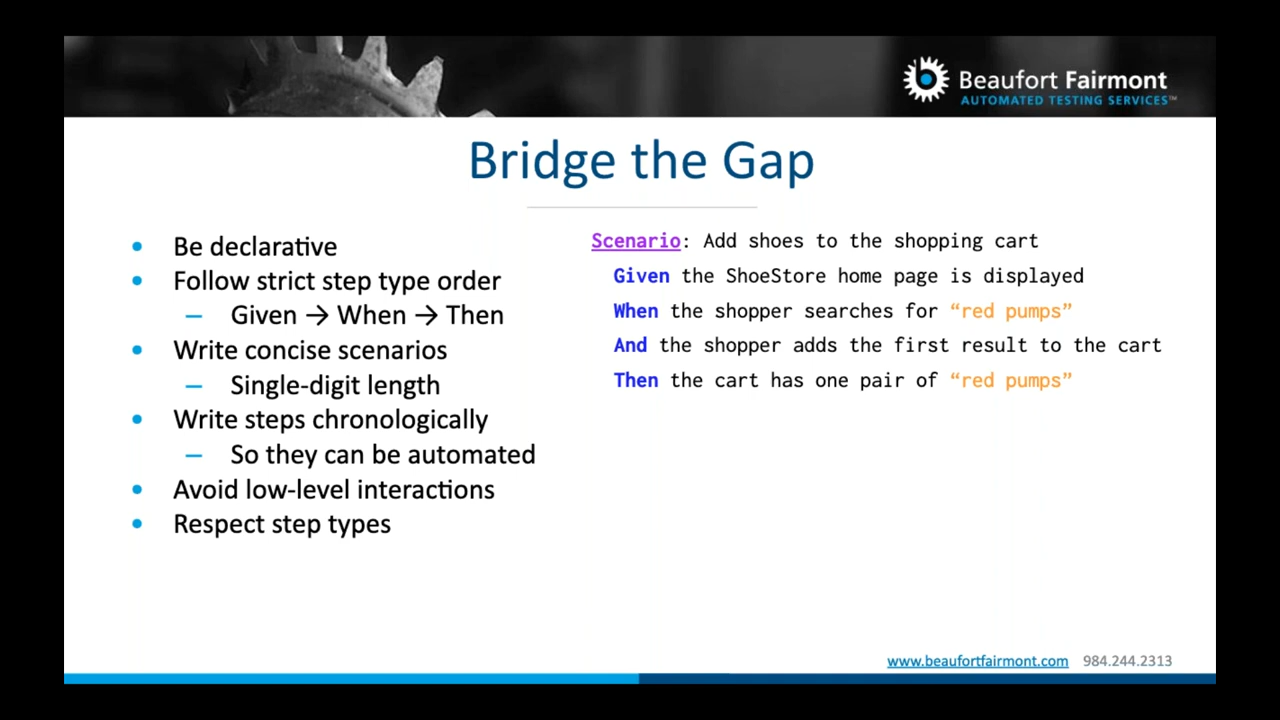 Beaufort Fairmont
AUTOMATED TESTING SERVICES™
Bridge the Gap
• Be declarative
• Follow strict step type order
– Given → When → Then
• Write concise scenarios
– Single-digit length
• Write steps chronologically
– So they can be automated
• Avoid low-level interactions
• Respect step types
Scenario: Add shoes to the shopping cart
Given the ShoeStore home page is displayed
When the shopper searches for “red pumps”
And the shopper adds the first result to the cart
Then the cart has one pair of “red pumps”
www.beaufortfairmont.com 984.244.2313